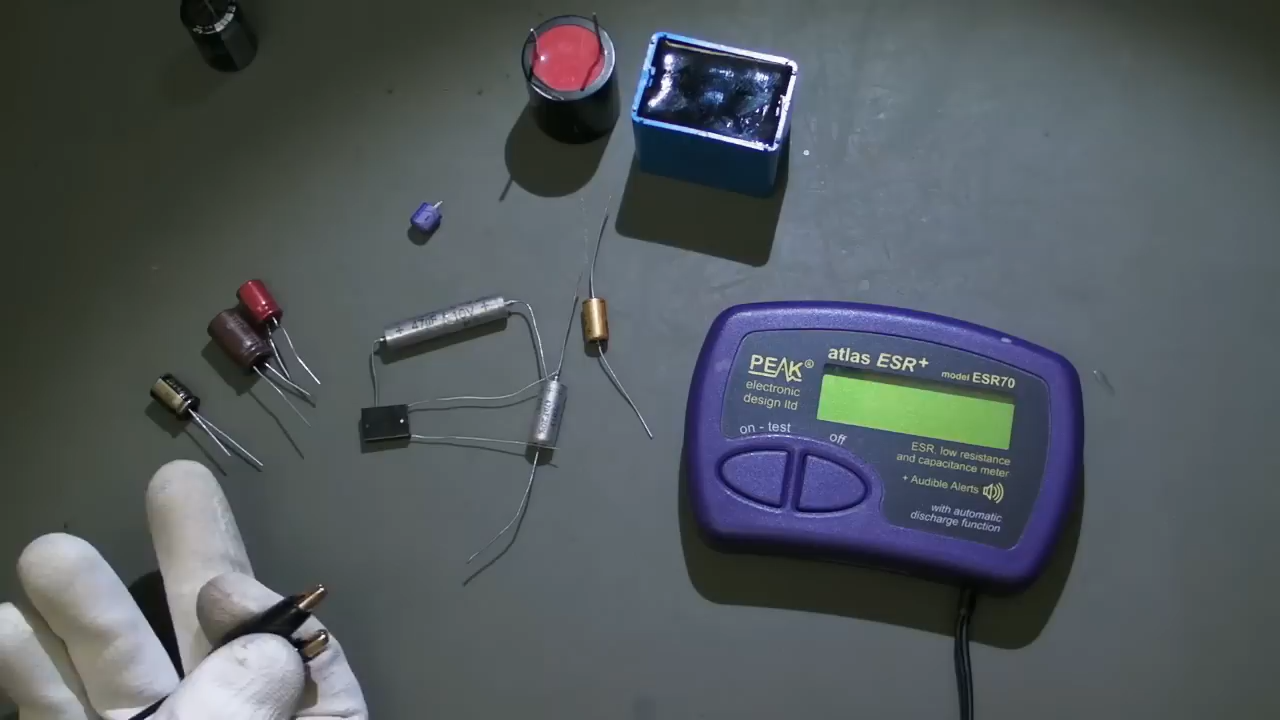 PEAK®
electronic
design ltd
atlas ESR+
model ESR70
on - test
off
ESR, low resistance
and capacitance meter
+ Audible Alerts
with automatic
discharge function